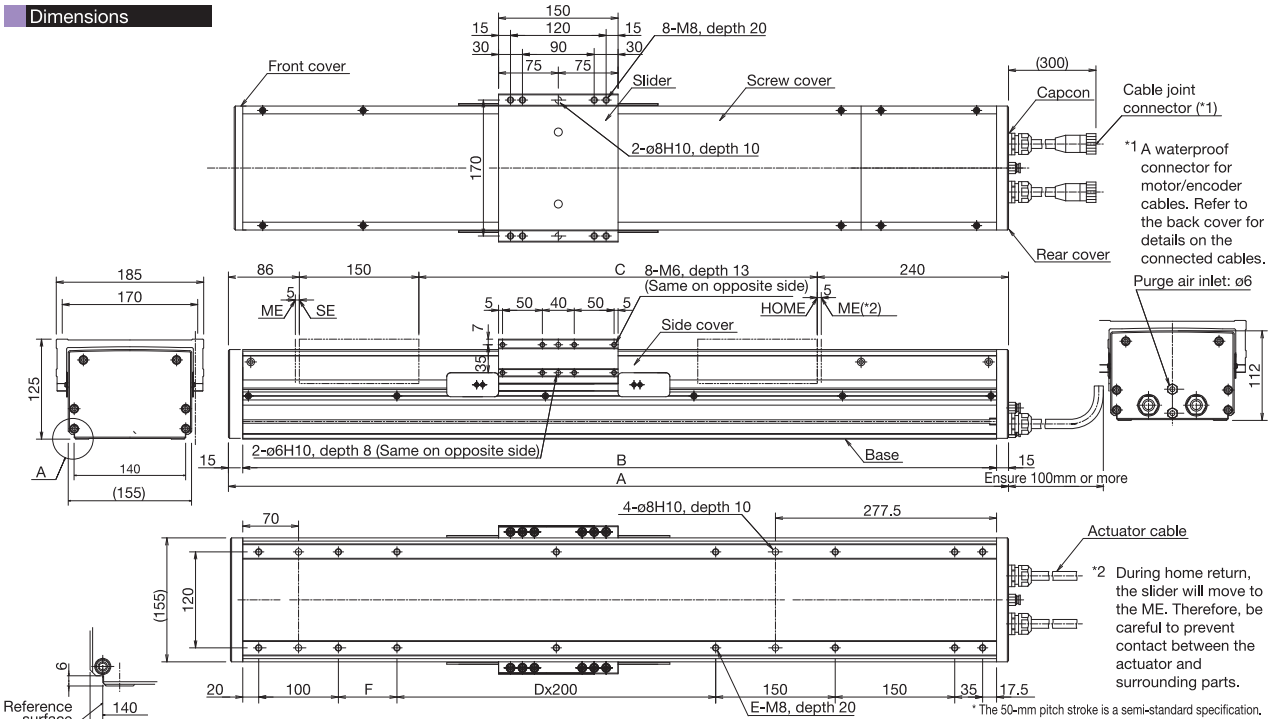 Dimensions
150
15 120 15
8-M8, depth 20
30 90 30
75 75
Front cover
Slider
Screw cover
(300)
Capcon
Cable joint
connector (*1)
2-ø8H10, depth 10
170
*1 A waterproof
connector for
motor/encoder
cables. Refer to
the back cover for
details on the
connected cables.
Rear cover
185
170
86 150 C 240
8-M6, depth 13
(Same on opposite side)
Purge air inlet: ø6
5
ME SE
5 50 40 50 5
HOME ME(*2)
5
7
Side cover
35
125
112
A
140
(155)
2-ø6H10, depth 8 (Same on opposite side)
Base
15 B 15
A
Ensure 100mm or more
70
4-ø8H10, depth 10
277.5
Actuator cable
(155)
120
*2 During home return,
the slider will move to
the ME. Therefore, be
careful to prevent
contact between the
actuator and
surrounding parts.
6
Reference
surface
140
20 100 F Dx200 150 150 35 17.5
E-M8, depth 20
* The 50-mm pitch stroke is a semi-standard specification.